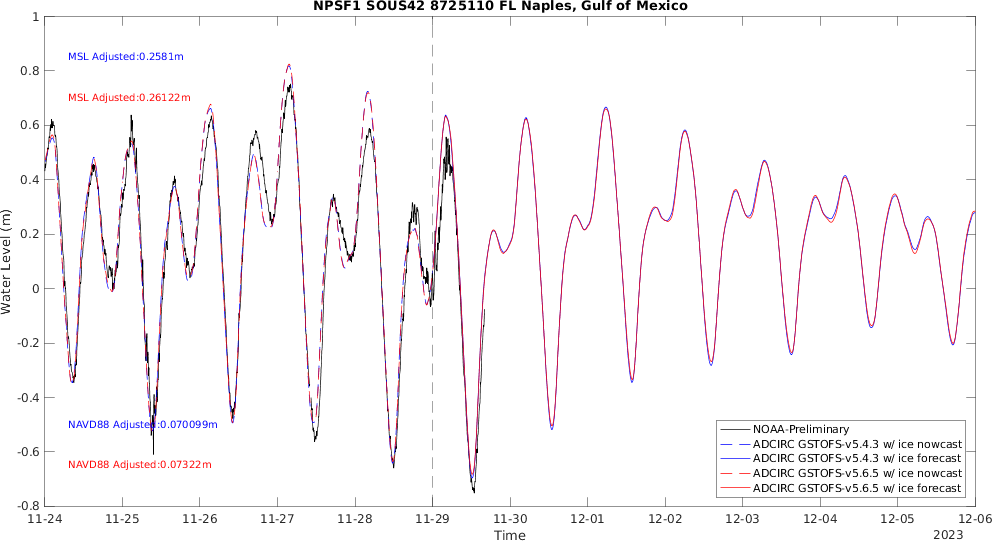 NPSF1 SOUS42 8725110 FL Naples, Gulf of Mexico
Water Level (m)
1
0.8
0.6
0.4
0.2
0
-0.2
-0.4
-0.6
-0.8
MSL Adjusted:0.2581m
MSL Adjusted:0.26122m
NAVD88 Adjusted:0.070099m
NAVD88 Adjusted:0.07322m
NOAA-Preliminary
ADCIRC GSTOFS-v5.4.3 w/ ice nowcast
ADCIRC GSTOFS-v5.4.3 w/ ice forecast
ADCIRC GSTOFS-v5.6.5 w/ ice nowcast
ADCIRC GSTOFS-v5.6.5 w/ ice forecast
11-24 11-25 11-26 11-27 11-28 11-29 11-30 12-01 12-02 12-03 12-04 12-05 12-06
Time
2023